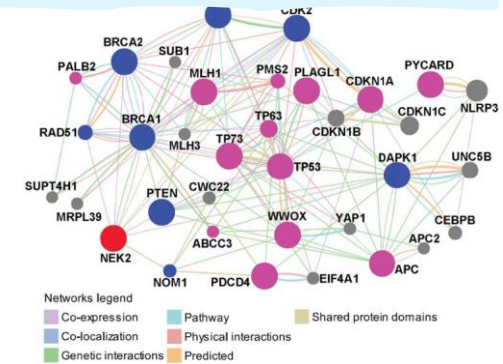 CDK2
BRCA2
SUB1
PALB2
MLH1
PMS2
PLAGL1
CDKN1A
PYCARD
NLRP3
TP63
CDKN1B
CDKN1C
RAD51
BRCA1
MLH3
TP73
TP53
DAPK1
UNC5B
SUPT4H1
MRPL39
PTEN
CWC22
WWOX
YAP1
CEBPB
APC2
NEK2
ABCC3
APC
NOM1
PDCD4
EIF4A1
Networks legend
Co-expression
Pathway
Shared protein domains
Co-localization
Physical interactions
Genetic interactions
Predicted